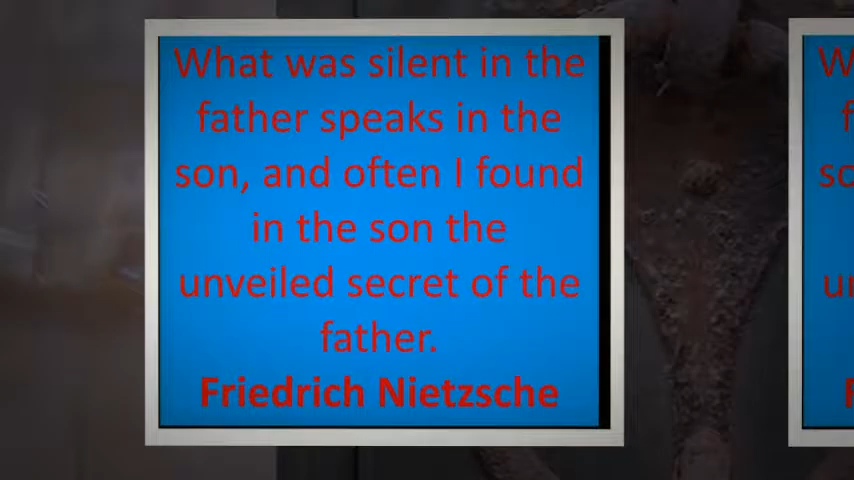 What was silent in the
father speaks in the
son, and often I found
in the son the
unveiled secret of the
father.
Friedrich Nietzsche